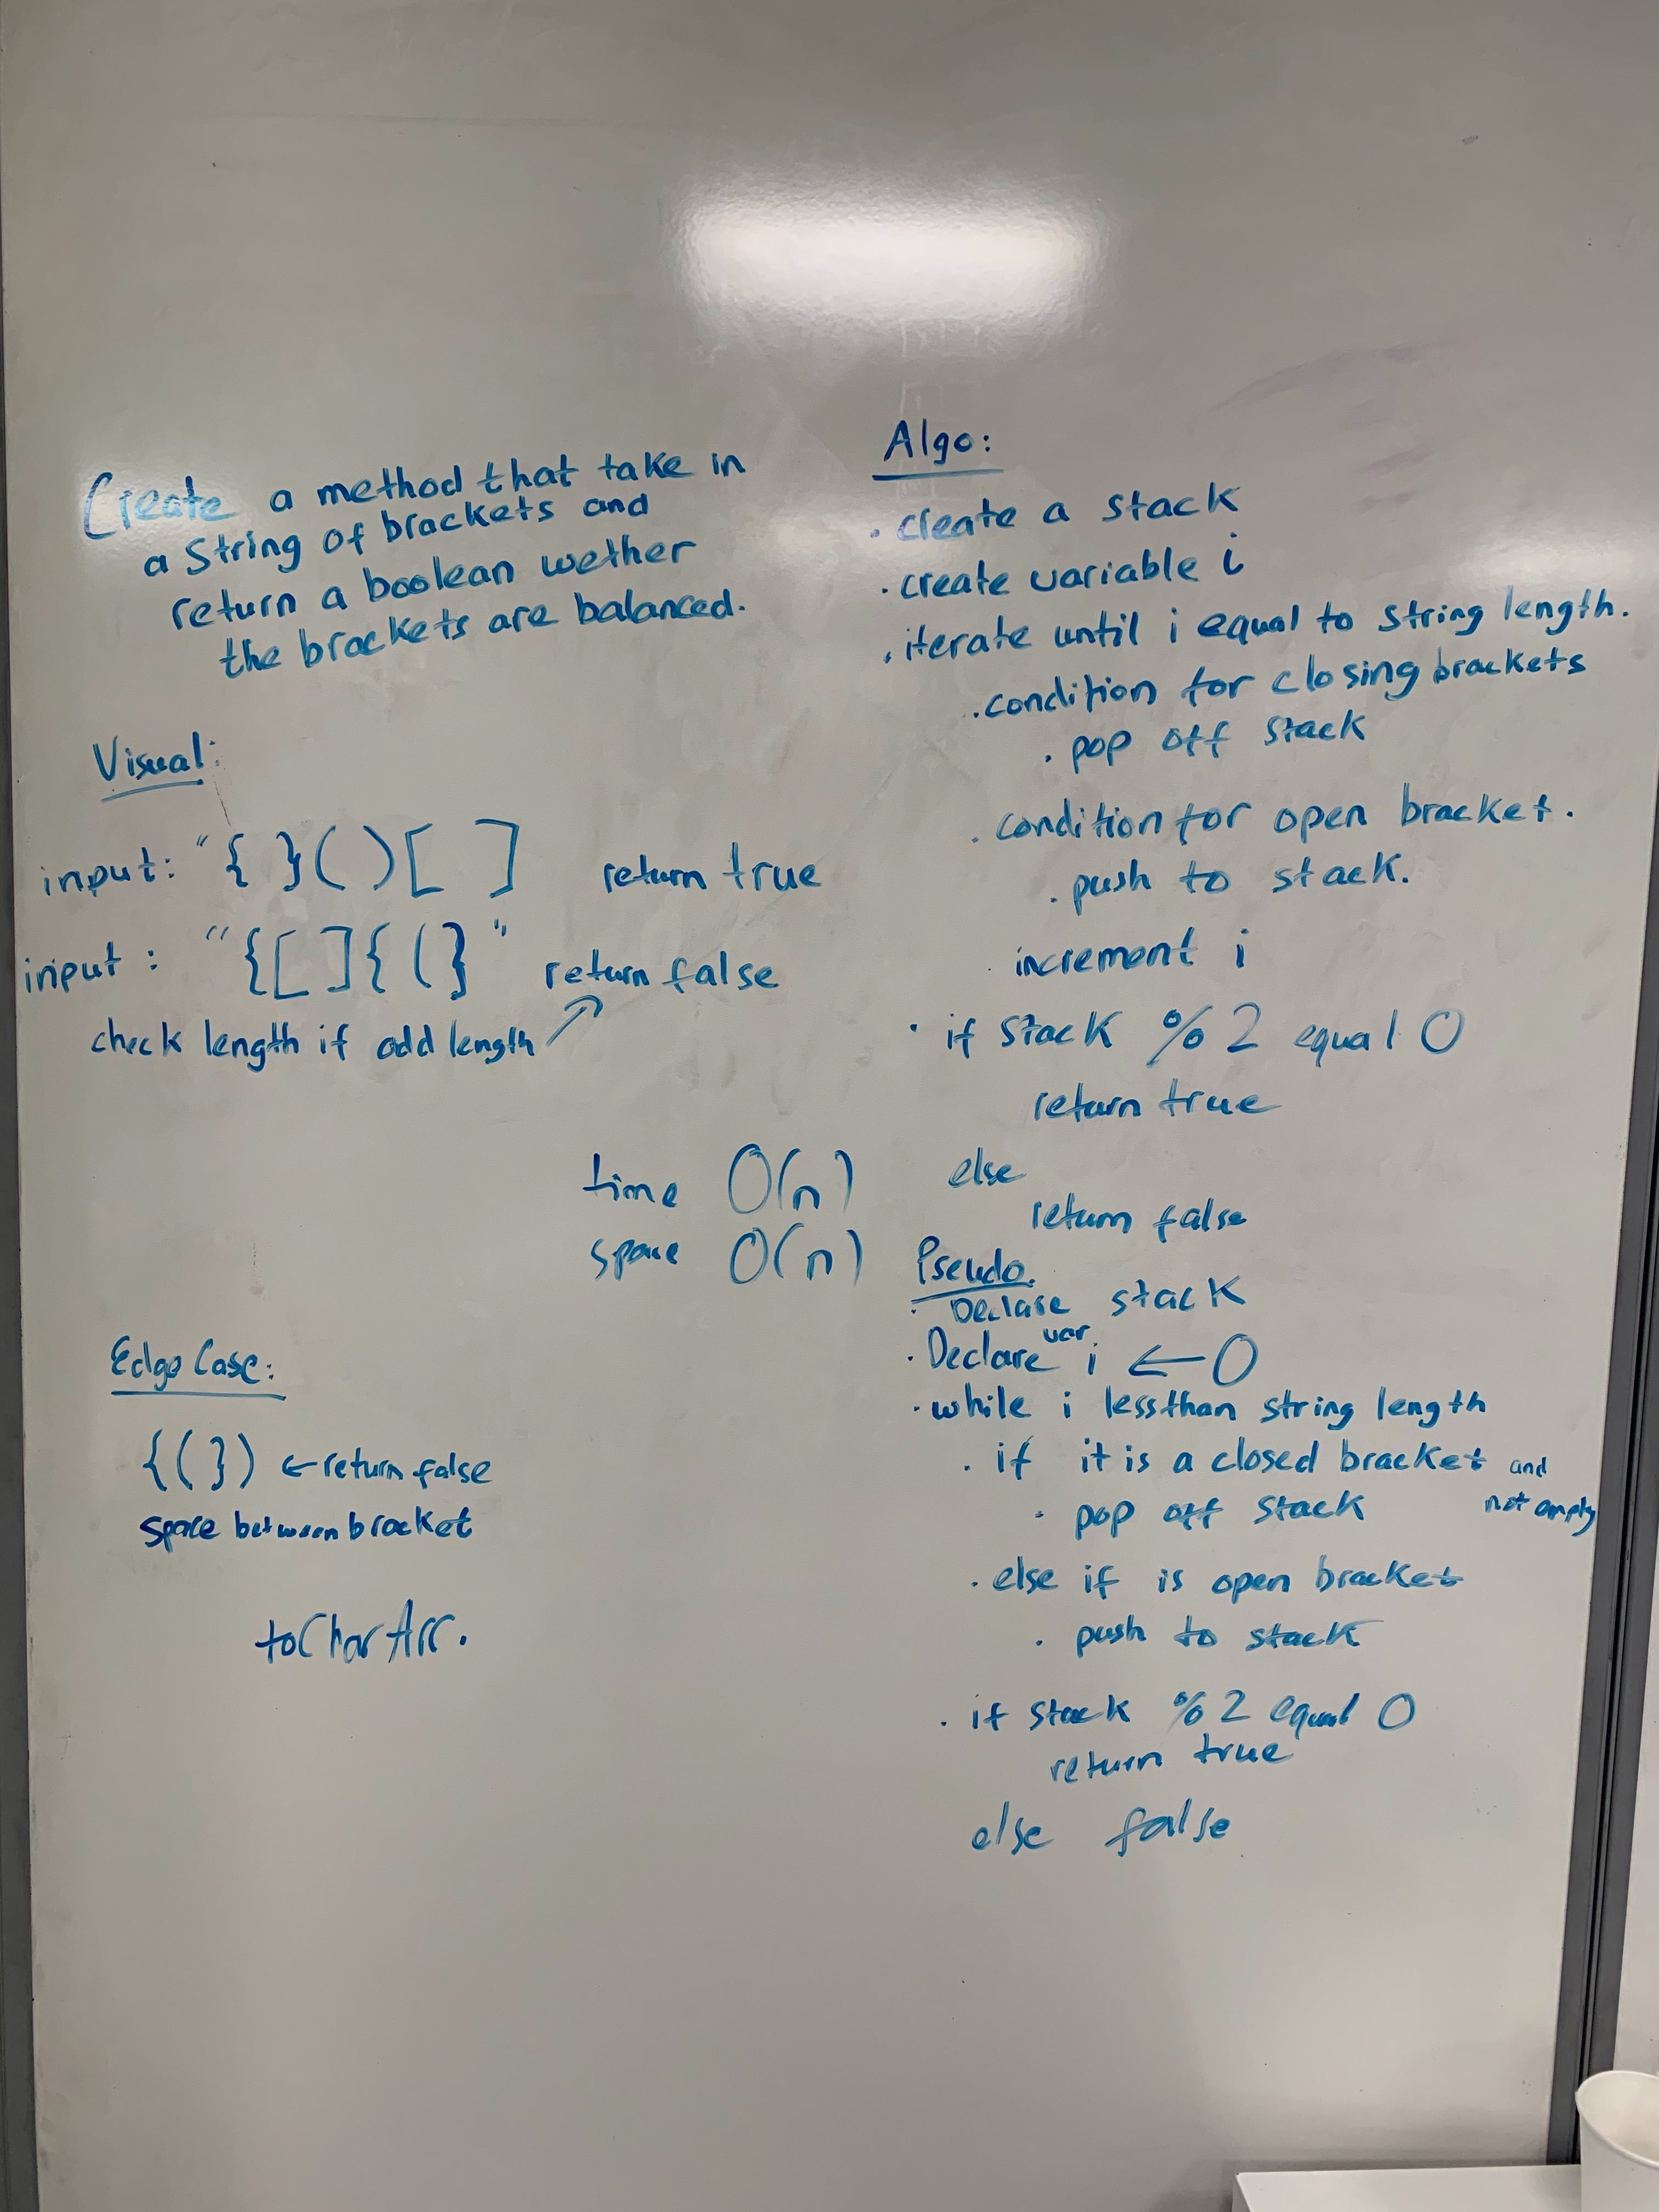 Create a method that take in
a String of brackets and
return a boolean wether
the brackets are balanced.
Visual:
input: "{ }( )[ ]    return true
input : "{[ ]{ ( }"    return false
check length if odd length ↗
time O(n)
space O(n)
Edge Case:
{(}) ← return false
space between bracket
toCharArr.
Algo:
. create a stack
. create variable i
. iterate until i equal to string length.
. condition for closing brackets
. pop off stack
. condition for open bracket.
. push to stack.
. increment i
. if stack % 2 equal 0
return true
else
return false
Pseudo.
. Declare stack
. Declare var i ← 0
. while i less than string length
. if it is a closed bracket and not empty
. pop off stack
. else if is open bracket
. push to stack
. if stack % 2 equal 0
return true
else false